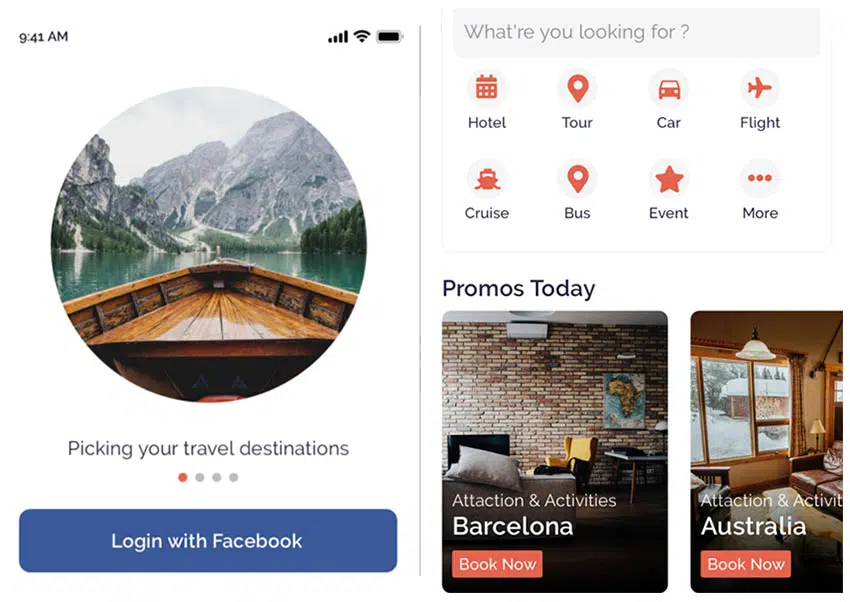 9:41 AM
Picking your travel destinations
Login with Facebook
What're you looking for ?
Hotel
Tour
Car
Flight
Cruise
Bus
Event
More
Promos Today
Attaction & Activities
Barcelona
Book Now
Attaction & Activit
Australia
Book Now